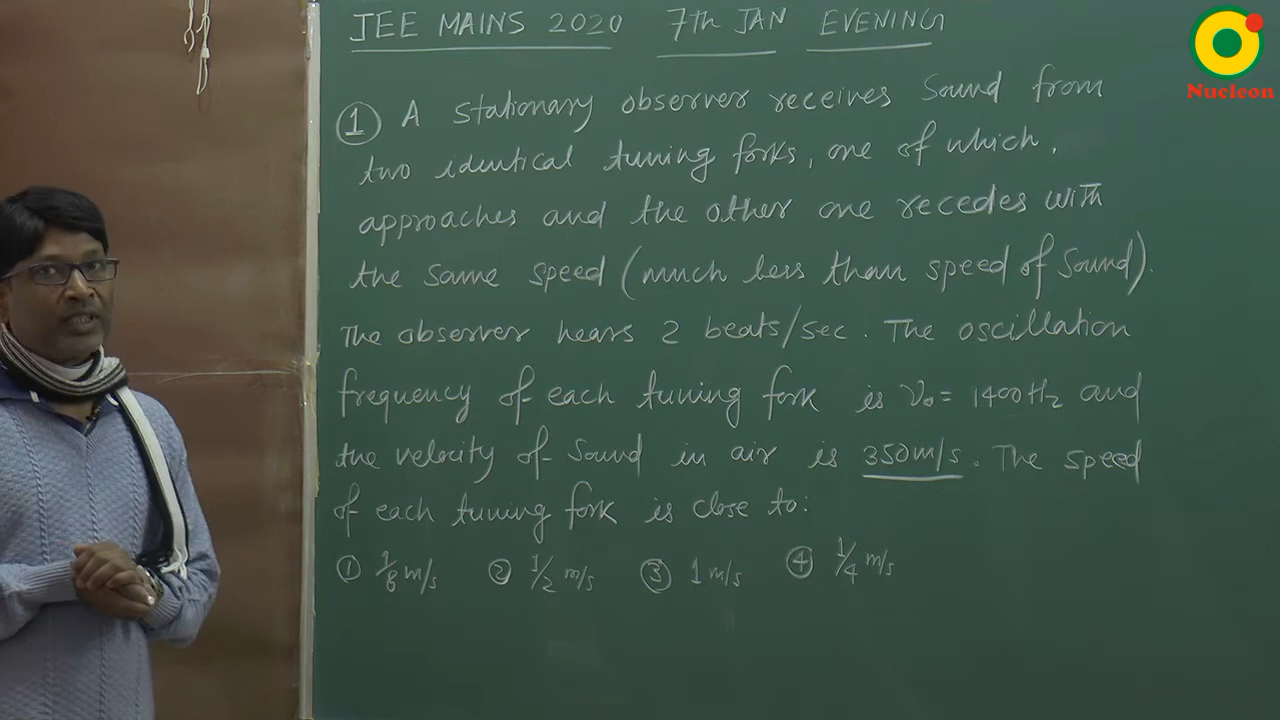 JEE MAINS 2020 7th JAN EVENING
Nucleon
① A stationary observer receives sound from
two identical tuning forks, one of which,
approaches and the other one recedes with
the same speed (much less than speed of sound).
The observer hears 2 beats/sec. The oscillation
frequency of each tuning fork is ν₀ = 1400 Hz and
the velocity of sound in air is 350 m/s. The speed
of each tuning fork is close to:
① 1/8 m/s ② 1/2 m/s ③ 1 m/s ④ 1/4 m/s